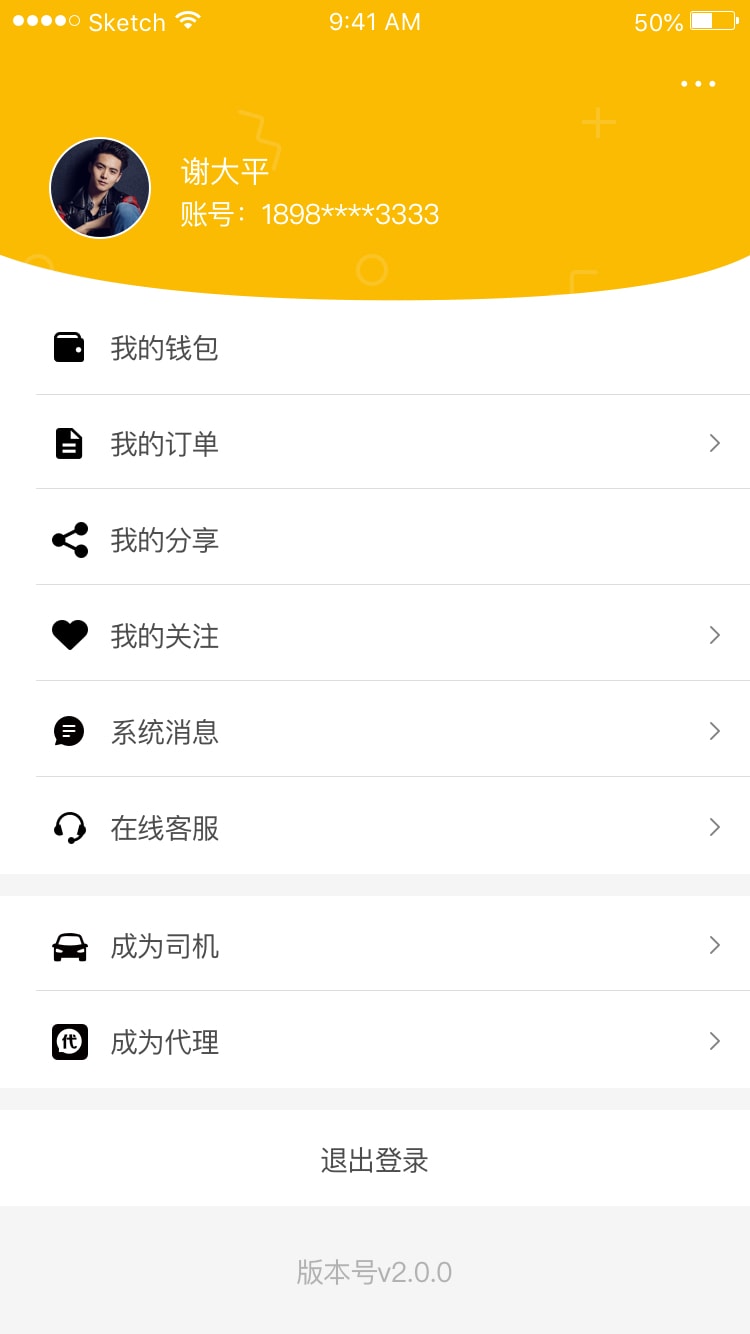 Sketch 9:41 AM 50%
谢大平
账号：1898****3333
我的钱包
我的订单
我的分享
我的关注
系统消息
在线客服
成为司机
代 成为代理
退出登录
版本号v2.0.0